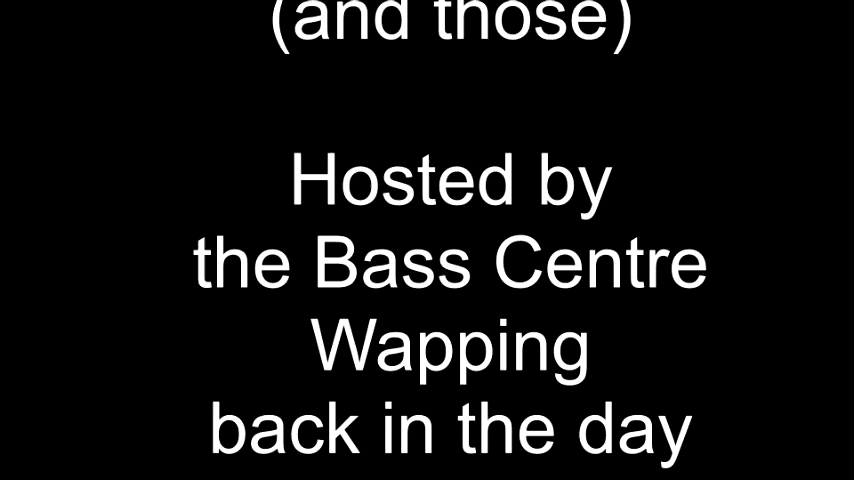 (and those)
Hosted by
the Bass Centre
Wapping
back in the day